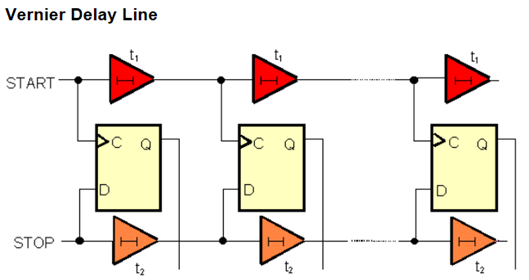 Vernier Delay Line
t1 t1 t1
START
C Q C Q C Q
D D D
STOP
t2 t2 t2